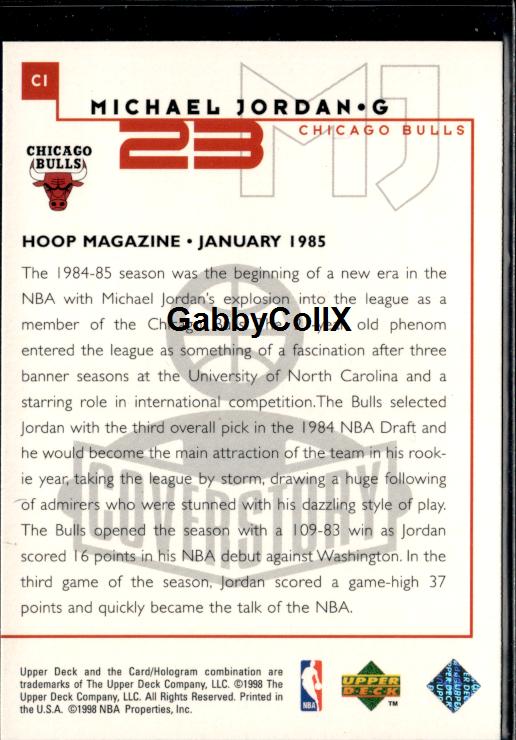 C1
MICHAEL JORDAN•G
MJ
23
CHICAGO BULLS
CHICAGO
BULLS
HOOP MAGAZINE • JANUARY 1985
The 1984-85 season was the beginning of a new era in the
NBA with Michael Jordan's explosion into the league as a
member of the Chicago Bulls. The old phenom
GabbyCollX
entered the league as something of a fascination after three
banner seasons at the University of North Carolina and a
starring role in international competition.The Bulls selected
Jordan with the third overall pick in the 1984 NBA Draft and
he would become the main attraction of the team in his rook-
ie year, taking the league by storm, drawing a huge following
of admirers who were stunned with his dazzling style of play.
COVER STORY
The Bulls opened the season with a 109-83 win as Jordan
scored 16 points in his NBA debut against Washington. In the
third game of the season, Jordan scored a game-high 37
points and quickly became the talk of the NBA.
Upper Deck and the Card/Hologram combination are
trademarks of The Upper Deck Company, LLC. ©1998 The
Upper Deck Company, LLC. All Rights Reserved. Printed in
the U.S.A. ©1998 NBA Properties, Inc.
NBA
UPPER
DECK
TM